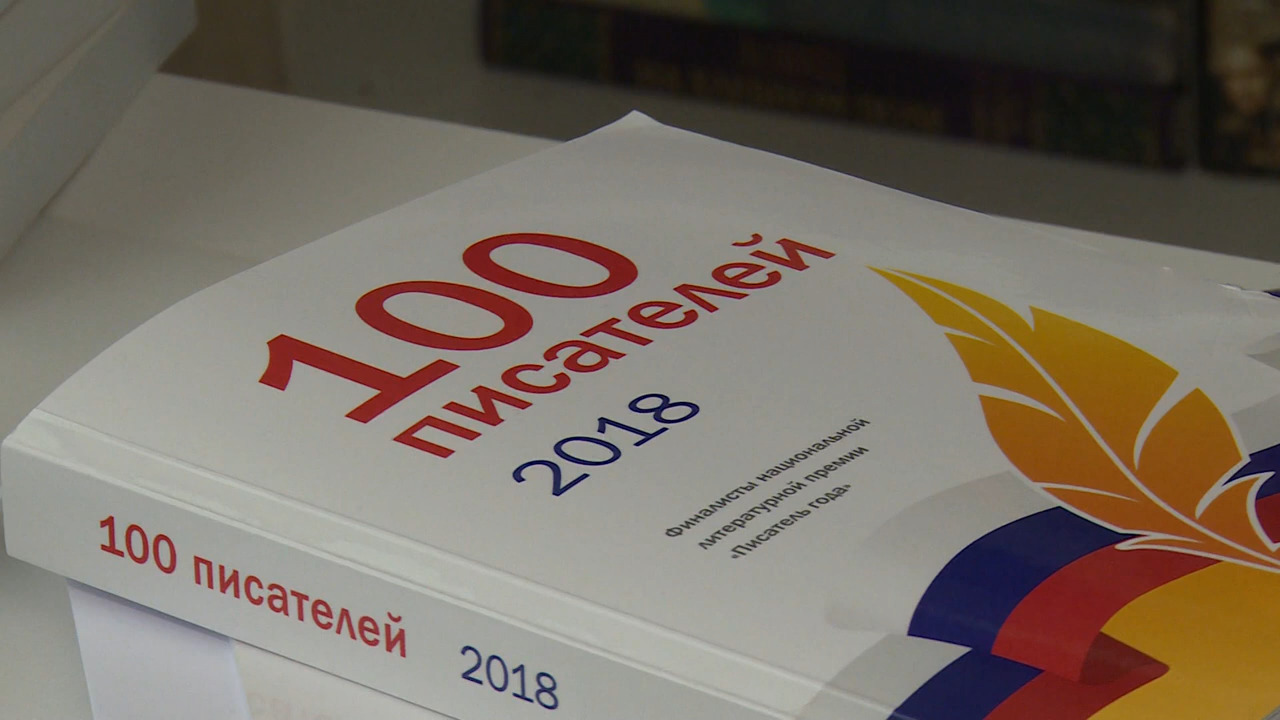 100
писателей
2018
Финалисты национальной
литературной премии
«Писатель года»
100 писателей 2018